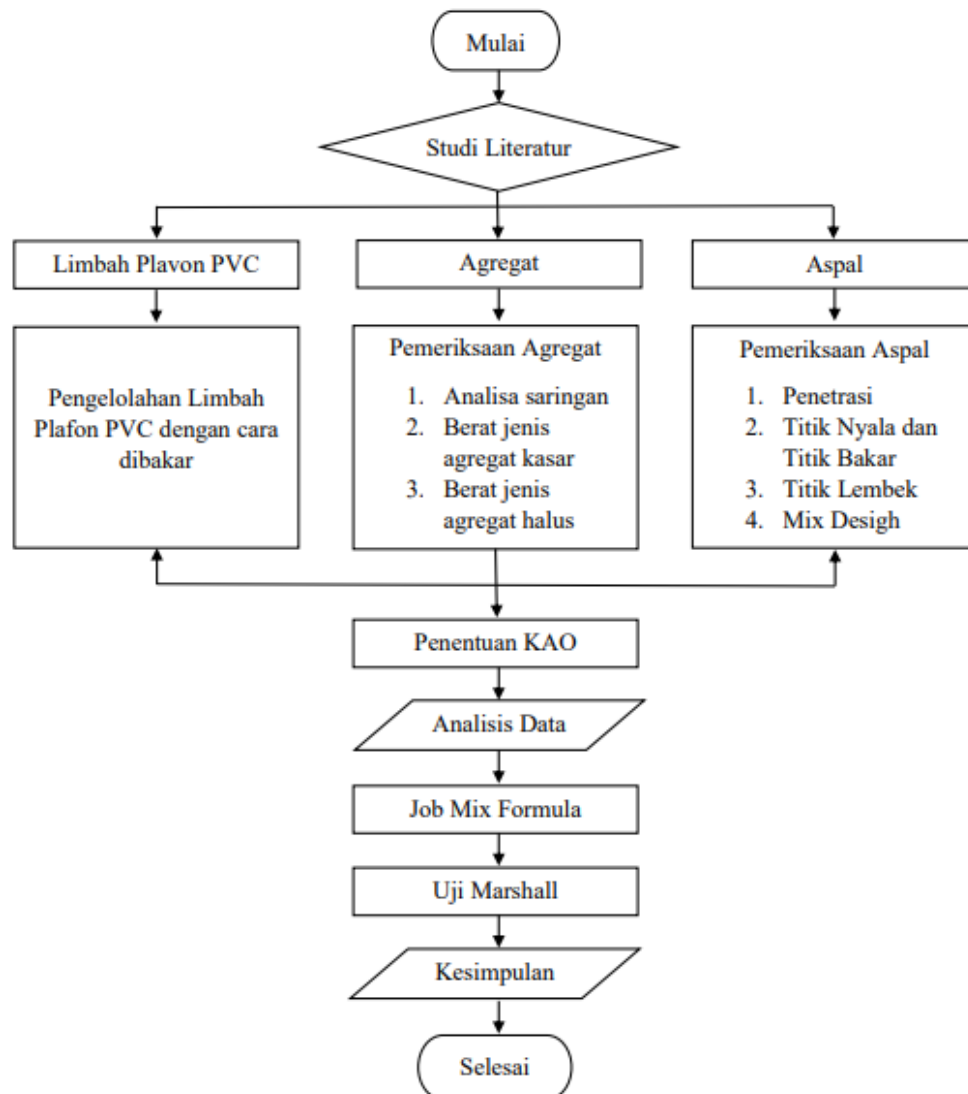 Mulai
Studi Literatur
Limbah Plavon PVC
Agregat
Aspal
Pengelolahan Limbah
Plafon PVC dengan cara
dibakar
Pemeriksaan Agregat
1. Analisa saringan
2. Berat jenis
agregat kasar
3. Berat jenis
agregat halus
Pemeriksaan Aspal
1. Penetrasi
2. Titik Nyala dan
Titik Bakar
3. Titik Lembek
4. Mix Desigh
Penentuan KAO
Analisis Data
Job Mix Formula
Uji Marshall
Kesimpulan
Selesai